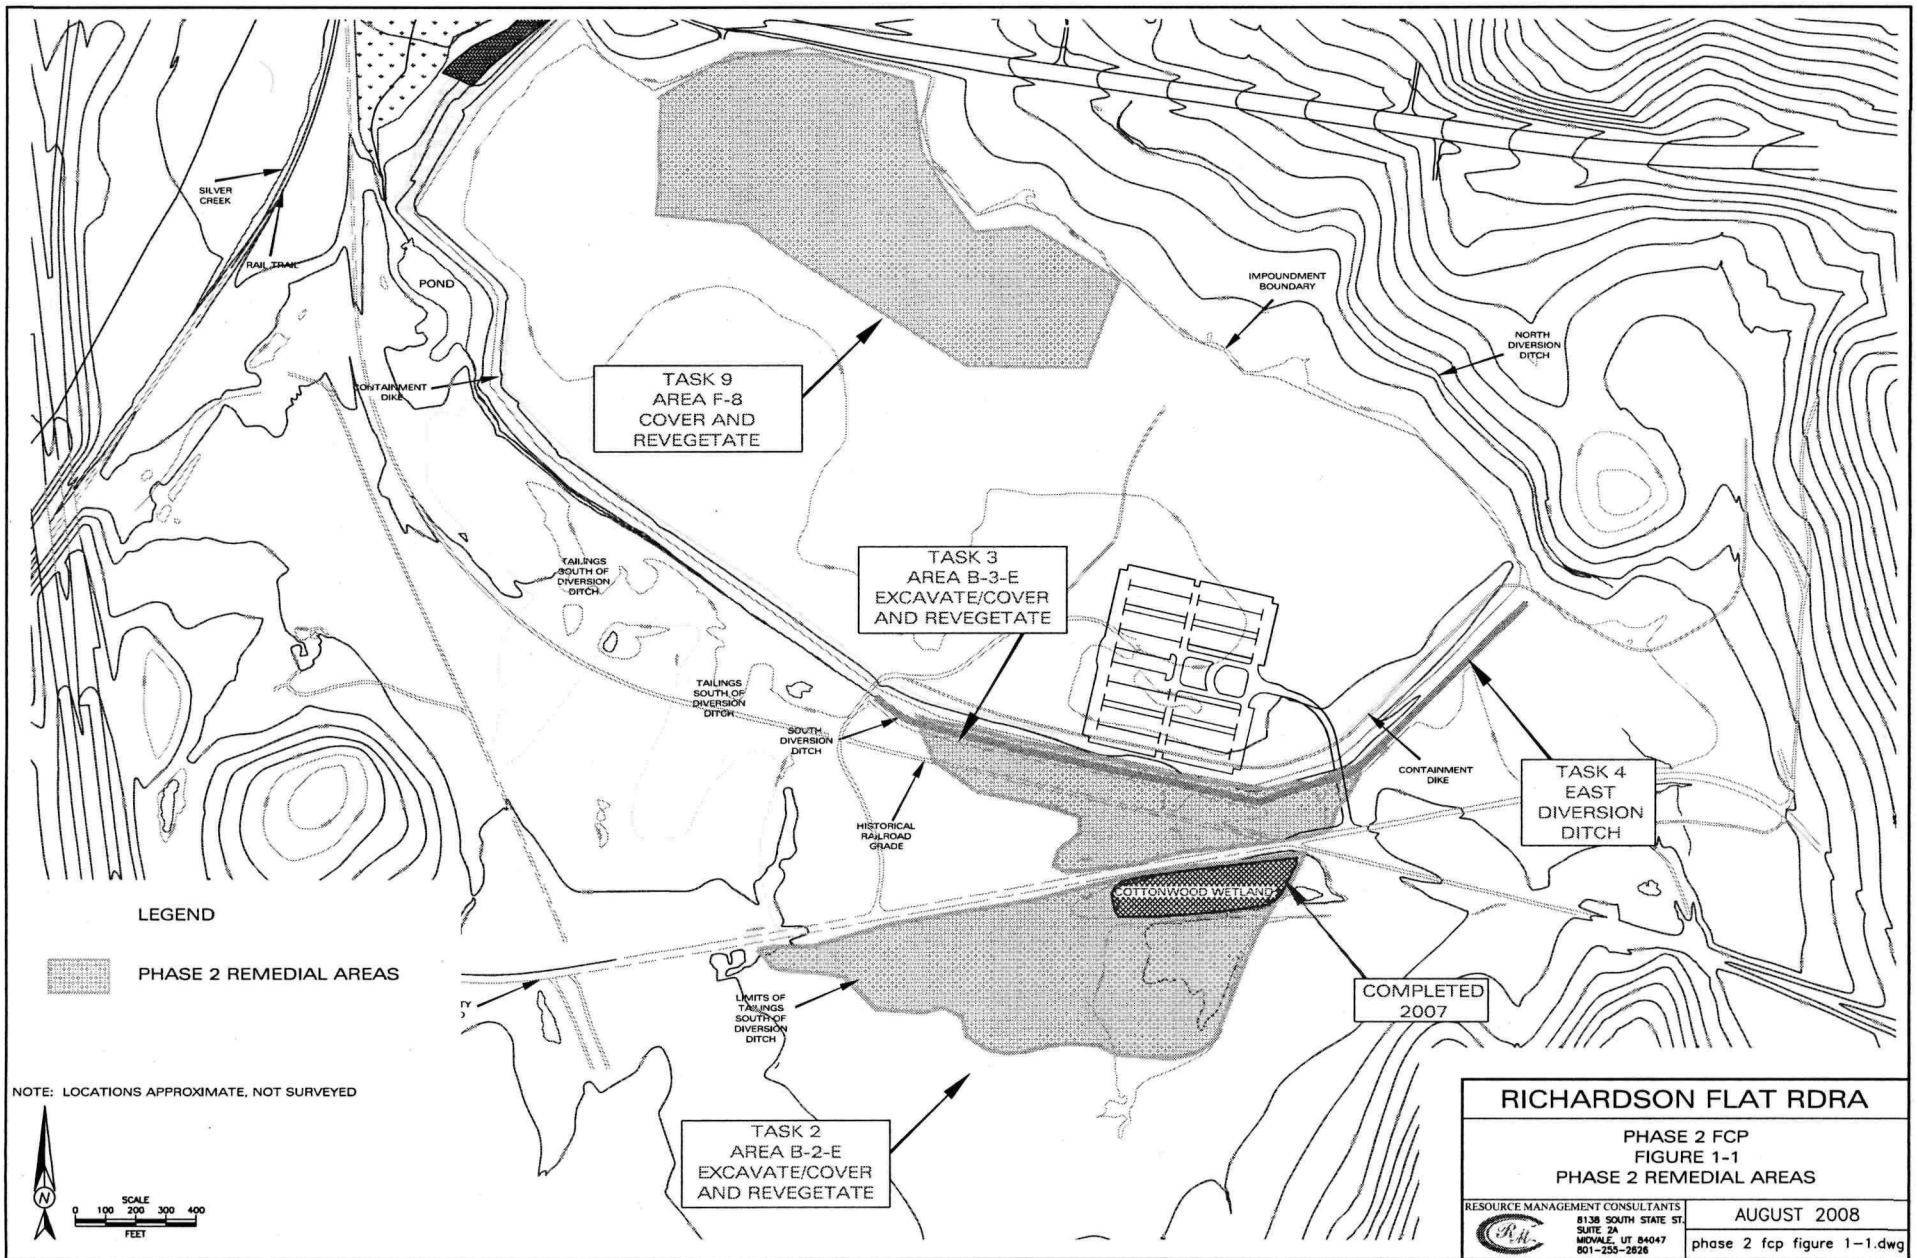 SILVER
CREEK
RAIL TRAIL
POND
CONTAINMENT
DIKE
TASK 9
AREA F-8
COVER AND
REVEGETATE
IMPOUNDMENT
BOUNDARY
NORTH
DIVERSION
DITCH
TAILINGS
SOUTH OF
DIVERSION
DITCH
TASK 3
AREA B-3-E
EXCAVATE/COVER
AND REVEGETATE
TAILINGS
SOUTH OF
DIVERSION
DITCH
SOUTH
DIVERSION
DITCH
CONTAINMENT
DIKE
TASK 4
EAST
DIVERSION
DITCH
HISTORICAL
RAILROAD
GRADE
COTTONWOOD WETLAND
COMPLETED
2007
LIMITS OF
TAILINGS
SOUTH OF
DIVERSION
DITCH
TY
TASK 2
AREA B-2-E
EXCAVATE/COVER
AND REVEGETATE
LEGEND
PHASE 2 REMEDIAL AREAS
NOTE: LOCATIONS APPROXIMATE, NOT SURVEYED
N
SCALE
0 100 200 300 400
FEET
RICHARDSON FLAT RDRA
PHASE 2 FCP
FIGURE 1-1
PHASE 2 REMEDIAL AREAS
RESOURCE MANAGEMENT CONSULTANTS
8138 SOUTH STATE ST.
SUITE 2A
MIDVALE, UT 84047
801-255-2626
AUGUST 2008
phase 2 fcp figure 1-1.dwg